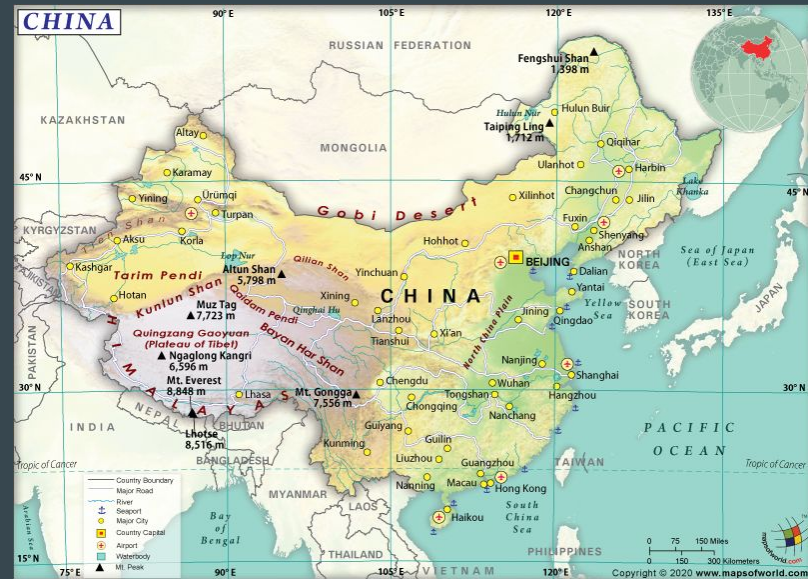 CHINA
90° E
105° E
120° E
135° E
RUSSIAN FEDERATION
Fengshui Shan
1,398 m
KAZAKHSTAN
Altay
MONGOLIA
Hulun Nur
Hulun Buir
Taiping Ling
1,712 m
Qiqihar
Karamay
Ulanhot
Harbin
45° N
Lake
Khanka
45° N
Yining
Ürümqi
Turpan
Xilinhot
Changchun
Jilin
Gobi Desert
KYRGYZSTAN
Tien Shan
Aksu
Korla
Fuxin
Shenyang
Anshan
Hohhot
Lop Nur
Kashgar
TAJIKISTAN
Tarim Pendi
Altun Shan
5,798 m
Qilian Shan
Yinchuan
BEIJING
NORTH
KOREA
Sea of Japan
(East Sea)
Dalian
Hotan
Kunlun Shan
Qaidam Pendi
Xining
CHINA
Yantai
JAPAN
Muz Tag
7,723 m
Qinghai Hu
Lanzhou
North China Plain
Jining
Yellow
Sea
SOUTH
KOREA
Qingdao
Quingzang Gaoyuan
(Plateau of Tibet)
Bayan Har Shan
Tianshui
Xi'an
PAKISTAN
Ngaglong Kangri
6,596 m
HIMALAYAS
Nanjing
Shanghai
30° N
Mt. Everest
8,848 m
Lhasa
Mt. Gongga
7,556 m
Chengdu
Wuhan
Tongshan
Hangzhou
30° N
Chongqing
Nanchang
NEPAL
BHUTAN
INDIA
Lhotse
8,516 m
Guiyang
PACIFIC
OCEAN
BANGLADESH
Kunming
Guilin
Liuzhou
Tropic of Cancer
TAIWAN
Tropic of Cancer
Guangzhou
Nanning
Macau
Hong Kong
Country Boundary
Major Road
River
Seaport
Major City
Country Capital
Airport
Waterbody
Mt. Peak
MYANMAR
LAOS
South
China
Sea
Haikou
Arabian Sea
Bay
of
Bengal
THAILAND
PHILIPPINES
0 75 150 Miles
0 150 300 Kilometers
15° N
15° N
75° E
90° E
105° E
VIETNAM
120° E
mapsofworld.com
Copyright © 2020 www.mapsofworld.com